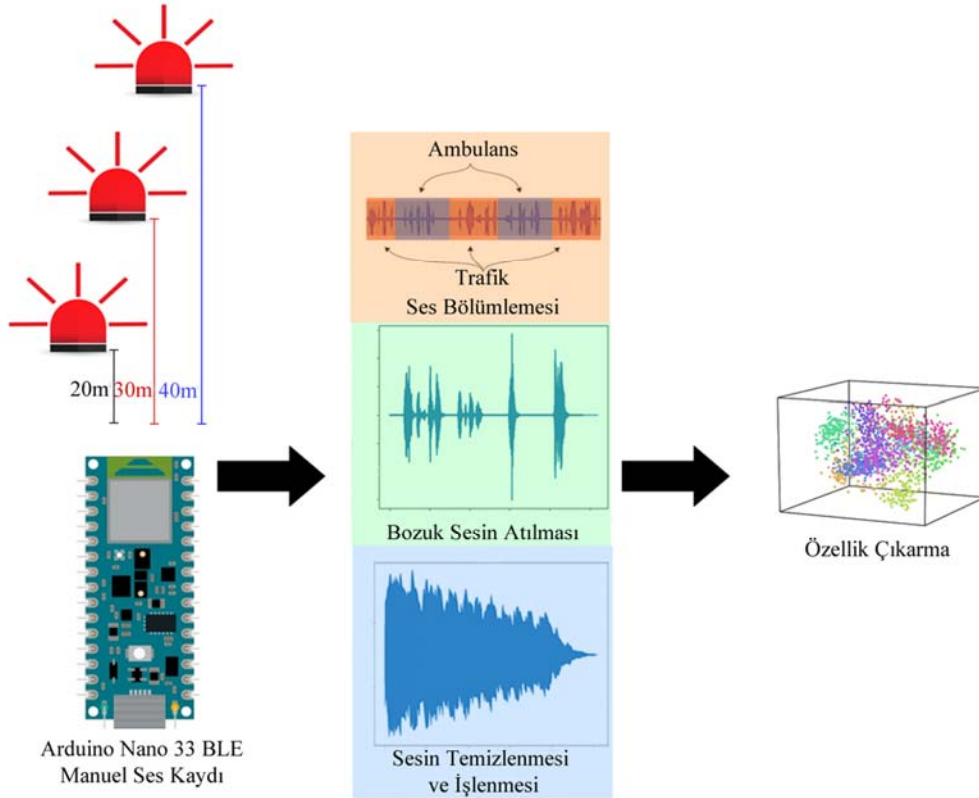 20m
30m
40m
Arduino Nano 33 BLE
Manuel Ses Kaydı
Ambulans
Trafik
Ses Bölümlemesi
Bozuk Sesin Atılması
Sesin Temizlenmesi
ve İşlenmesi
Özellik Çıkarma